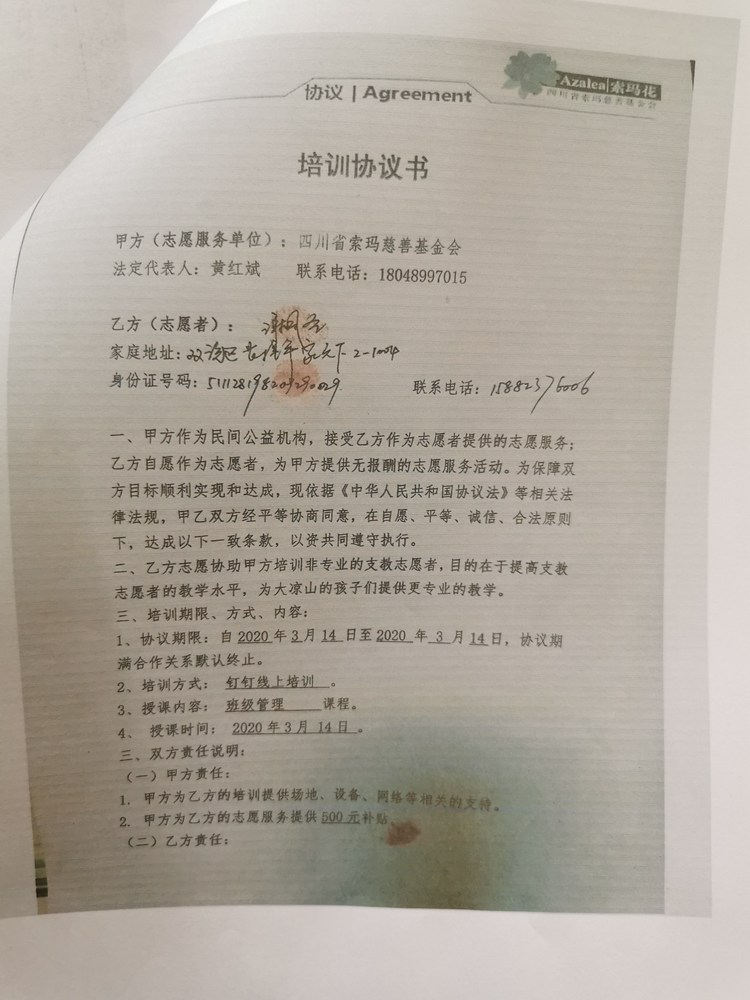 协议 | Agreement
Azalea|索玛花
四川省索玛慈善基金会
培训协议书
甲方（志愿服务单位）：四川省索玛慈善基金会
法定代表人：黄红斌 联系电话：18048997015
乙方（志愿者）：
家庭地址：双流区 家天下 2-1004
身份证号码：511128198209290029 联系电话：15882376006
一、甲方作为民间公益机构，接受乙方作为志愿者提供的志愿服务；
乙方自愿作为志愿者，为甲方提供无报酬的志愿服务活动。为保障双
方目标顺利实现和达成，现依据《中华人民共和国协议法》等相关法
律法规，甲乙双方经平等协商同意，在自愿、平等、诚信、合法原则
下，达成以下一致条款，以资共同遵守执行。
二、乙方志愿协助甲方培训非专业的支教志愿者，目的在于提高支教
志愿者的教学水平，为大凉山的孩子们提供更专业的教学。
三、培训期限、方式、内容：
1、协议期限：自 2020 年 3 月 14 日至 2020 年 3 月 14 日，协议期
满合作关系默认终止。
2、培训方式： 钉钉线上培训 。
3、授课内容： 班级管理 课程。
4、 授课时间： 2020 年 3 月 14 日 。
三、双方责任说明：
（一）甲方责任：
1. 甲方为乙方的培训提供场地、设备、网络等相关的支持。
2. 甲方为乙方的志愿服务提供 500 元补贴
（二）乙方责任：